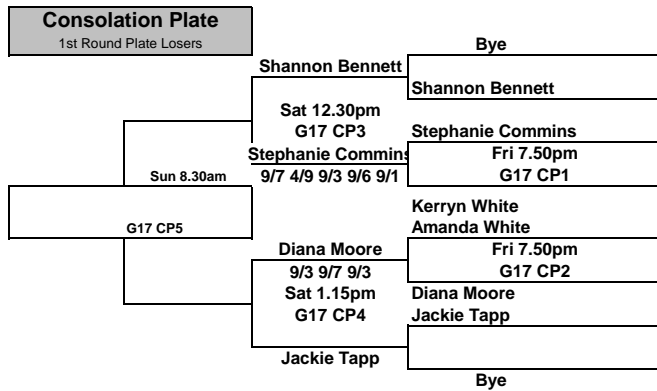 Consolation Plate
1st Round Plate Losers
Bye
Shannon Bennett
Shannon Bennett
Sat 12.30pm
G17 CP3
Stephanie Commins
Stephanie Commins
Fri 7.50pm
Sun 8.30am
9/7 4/9 9/3 9/6 9/1
G17 CP1
Kerryn White
G17 CP5
Amanda White
Diana Moore
Fri 7.50pm
9/3 9/7 9/3
G17 CP2
Sat 1.15pm
Diana Moore
G17 CP4
Jackie Tapp
Jackie Tapp
Bye